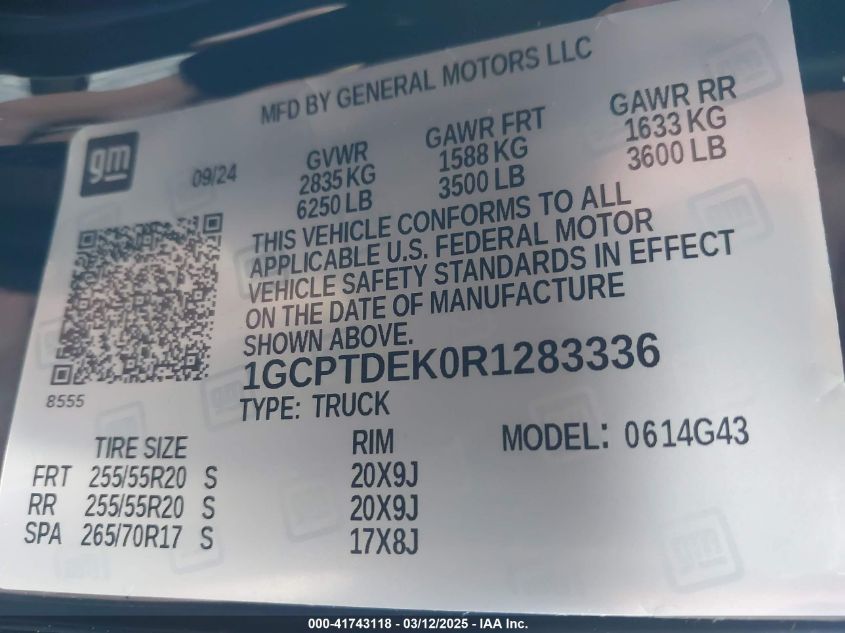 MFD BY GENERAL MOTORS LLC
gm
09/24
GVWR GAWR FRT GAWR RR
2835 KG 1588 KG 1633 KG
6250 LB 3500 LB 3600 LB
THIS VEHICLE CONFORMS TO ALL
APPLICABLE U.S. FEDERAL MOTOR
VEHICLE SAFETY STANDARDS IN EFFECT
ON THE DATE OF MANUFACTURE
SHOWN ABOVE.
1GCPTDEK0R1283336
8555
TYPE: TRUCK
MODEL: 0614G43
TIRE SIZE RIM
FRT 255/55R20 S 20X9J
RR 255/55R20 S 20X9J
SPA 265/70R17 S 17X8J
000-41743118 - 03/12/2025 - IAA Inc.